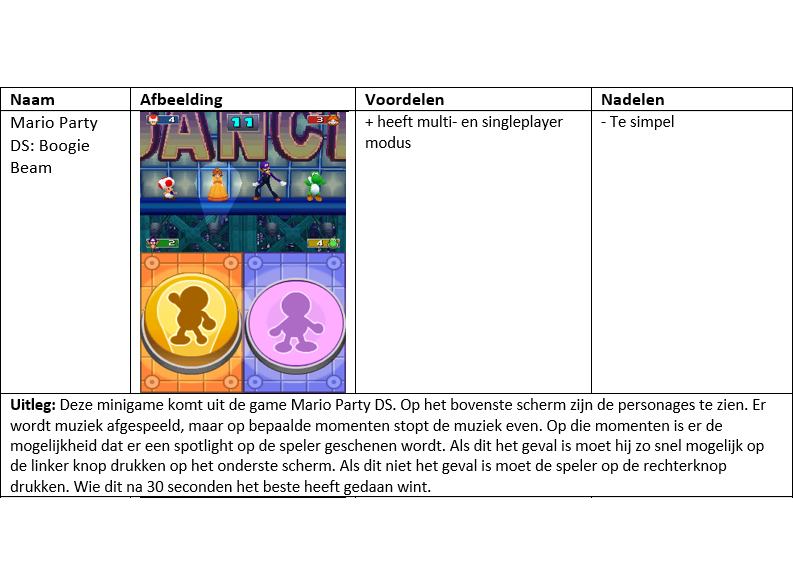 Naam
Afbeelding
Voordelen
Nadelen
Mario Party
DS: Boogie
Beam
4
11
3
2
4
+ heeft multi- en singleplayer
modus
- Te simpel
Uitleg: Deze minigame komt uit de game Mario Party DS. Op het bovenste scherm zijn de personages te zien. Er
wordt muziek afgespeeld, maar op bepaalde momenten stopt de muziek even. Op die momenten is er de
mogelijkheid dat er een spotlight op de speler geschenen wordt. Als dit het geval is moet hij zo snel mogelijk op
de linker knop drukken op het onderste scherm. Als dit niet het geval is moet de speler op de rechterknop
drukken. Wie dit na 30 seconden het beste heeft gedaan wint.